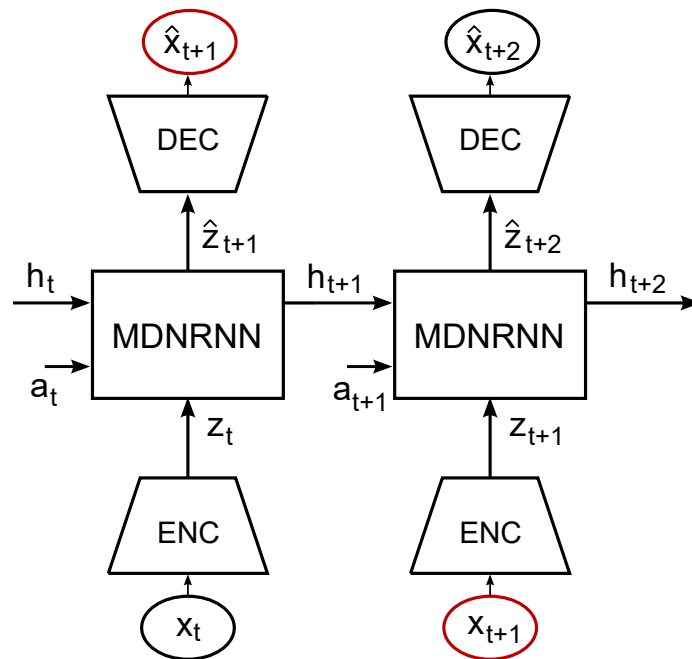 x̂t+1 x̂t+2
DEC DEC
ẑt+1 ẑt+2
ht ht+1 ht+2
MDNRNN MDNRNN
at at+1
zt zt+1
ENC ENC
xt xt+1